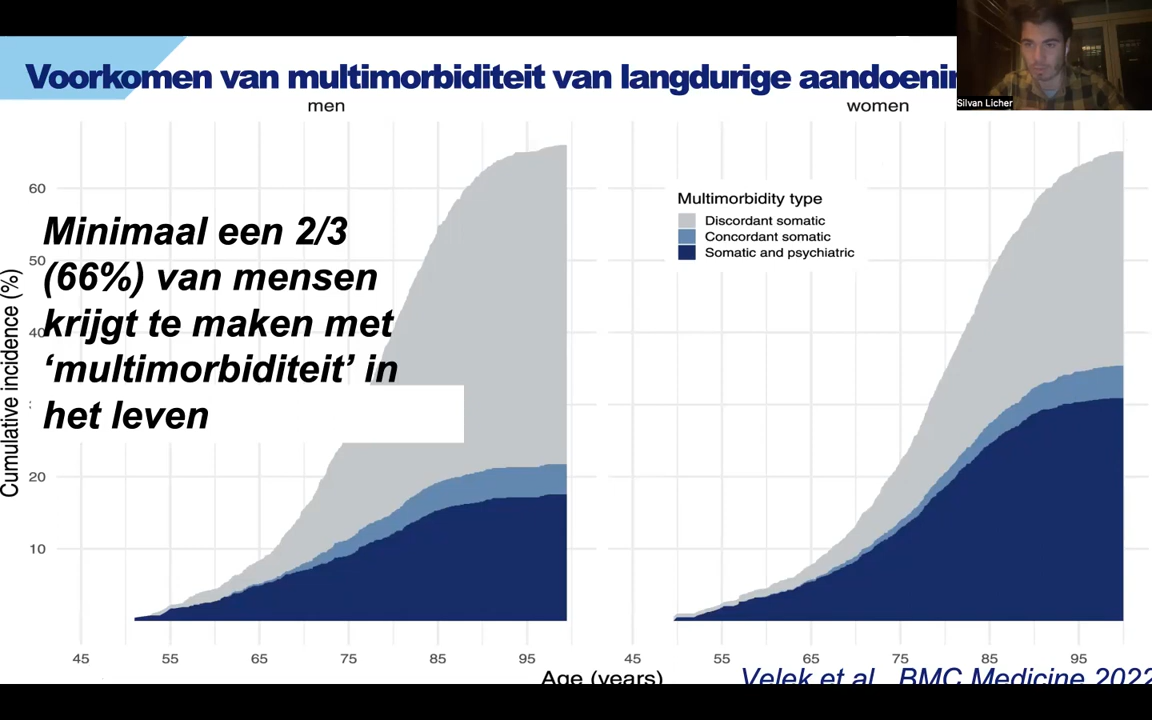 Voorkomen van multimorbiditeit van langdurige
men
women
Silvan Licher
Cumulative incidence (%)
60
50
40
20
10
Minimaal een 2/3
(66%) van mensen
krijgt te maken met
‘multimorbiditeit’ in
het leven
Multimorbidity type
Discordant somatic
Concordant somatic
Somatic and psychiatric
45 55 65 75 85 95
45 55 65 75 85 95
Age (years)
Velek et al., BMC Medicine 2022